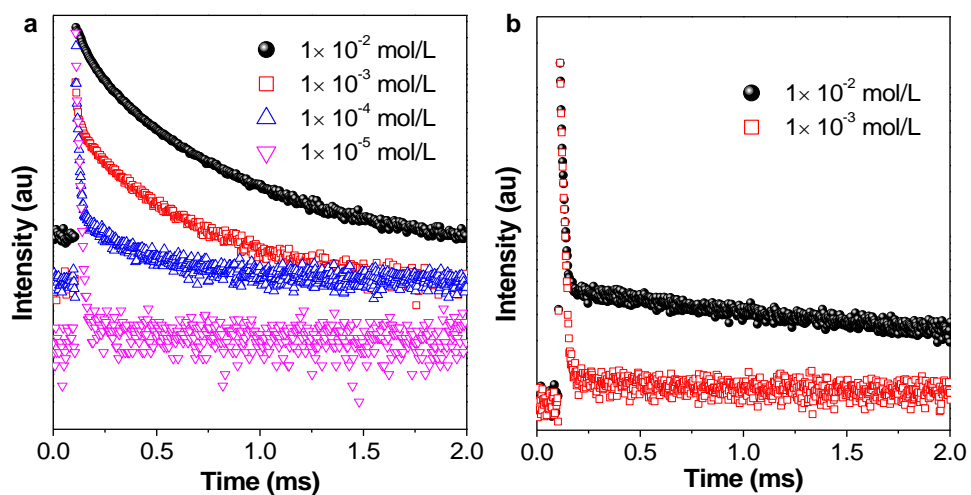 a
1× 10⁻² mol/L
1× 10⁻³ mol/L
1× 10⁻⁴ mol/L
1× 10⁻⁵ mol/L
Intensity (au)
0.0 0.5 1.0 1.5 2.0
Time (ms)
b
1× 10⁻² mol/L
1× 10⁻³ mol/L
Intensity (au)
0.0 0.5 1.0 1.5 2.0
Time (ms)